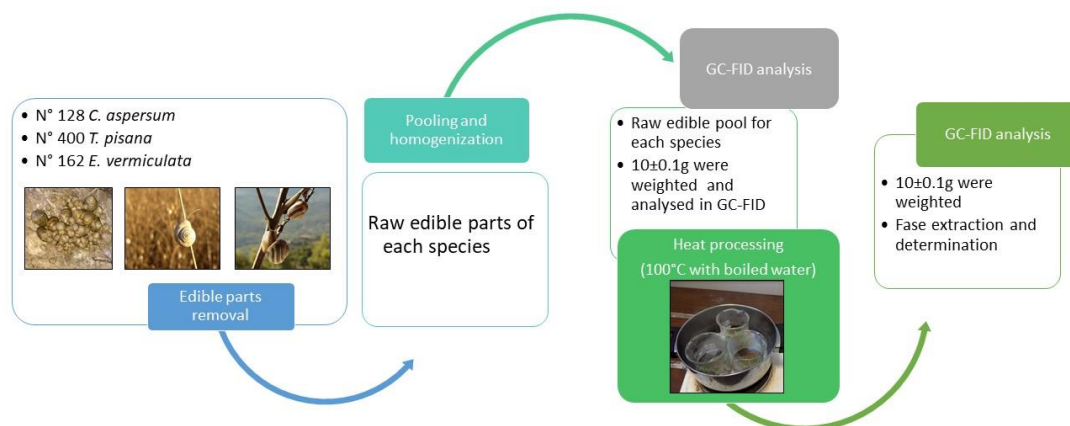 N° 128 C. aspersum
N° 400 T. pisana
N° 162 E. vermiculata
Edible parts
removal
Pooling and
homogenization
Raw edible parts of
each species
GC-FID analysis
Raw edible pool for
each species
10±0.1g were
weighted and
analysed in GC-FID
Heat processing
(100°C with boiled water)
GC-FID analysis
10±0.1g were
weighted
Fase extraction and
determination